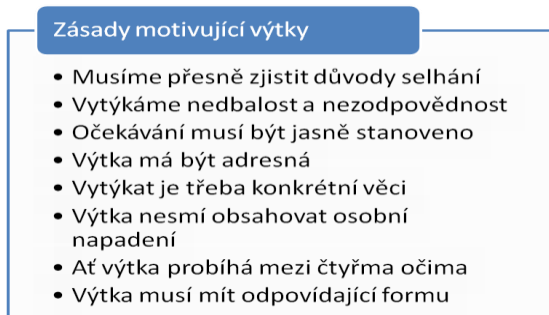 Zásady motivující výtky
• Musíme přesně zjistit důvody selhání
• Vytýkáme nedbalost a nezodpovědnost
• Očekávání musí být jasně stanoveno
• Výtka má být adresná
• Vytýkat je třeba konkrétní věci
• Výtka nesmí obsahovat osobní
napadení
• Ať výtka probíhá mezi čtyřma očima
• Výtka musí mít odpovídající formu